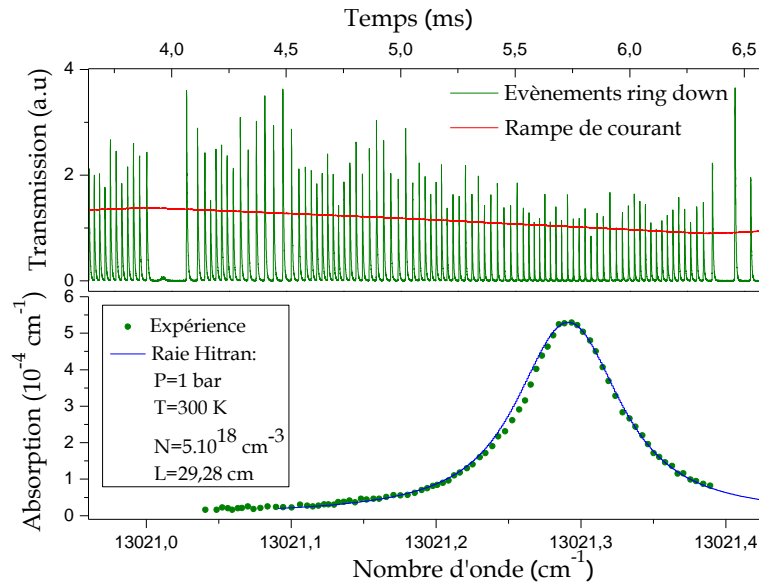 Temps (ms)
4,0 4,5 5,0 5,5 6,0 6,5
4
2
0
Transmission (a.u)
Evènements ring down
Rampe de courant
6
5
4
3
2
1
0
Absorption (10-4 cm-1)
Expérience
Raie Hitran:
P=1 bar
T=300 K
N=5.1018 cm-3
L=29,28 cm
13021,0 13021,1 13021,2 13021,3 13021,4
Nombre d'onde (cm-1)